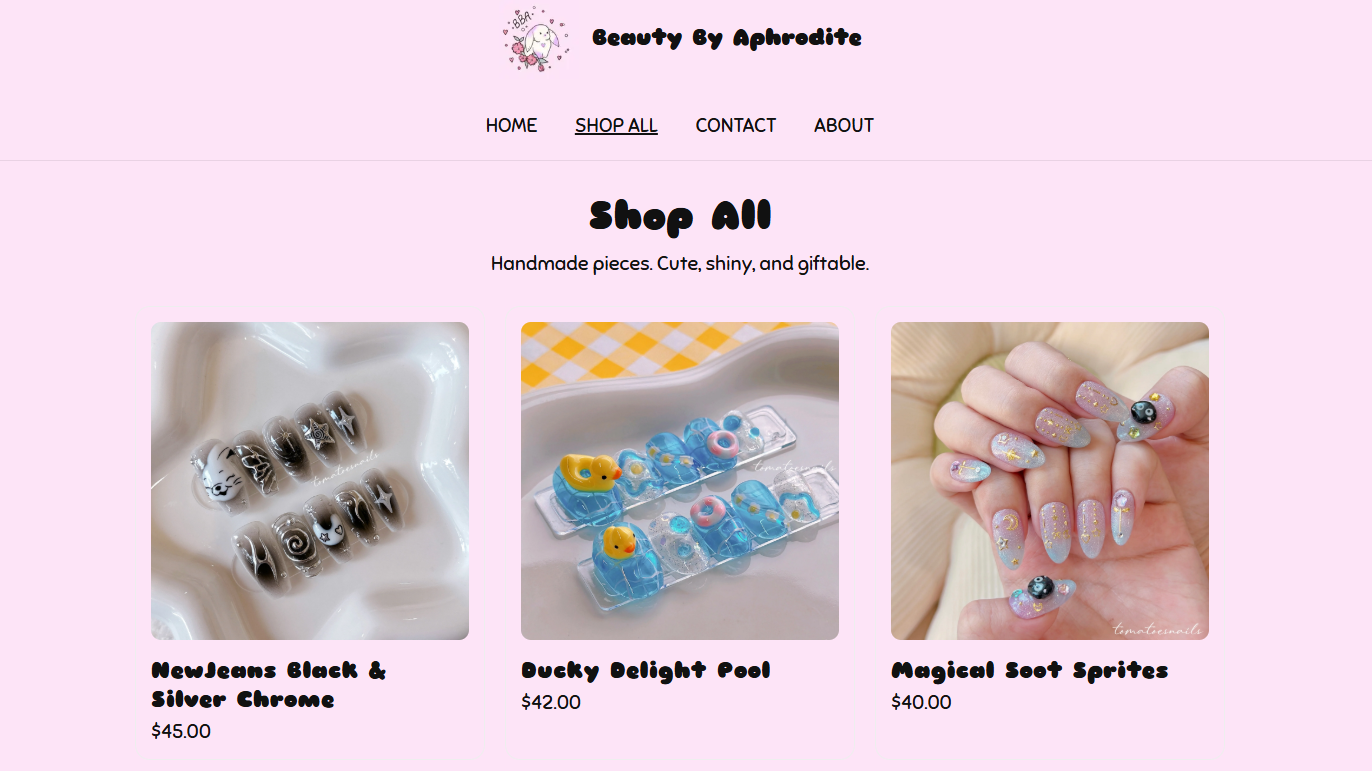 BBA
Beauty By Aphrodite
HOME SHOP ALL CONTACT ABOUT
Shop All
Handmade pieces. Cute, shiny, and giftable.
tomatoesnails
tomatoesnails
tomatoesnails
NewJeans Black &
Silver Chrome
$45.00
Ducky Delight Pool
$42.00
Magical Soot Sprites
$40.00